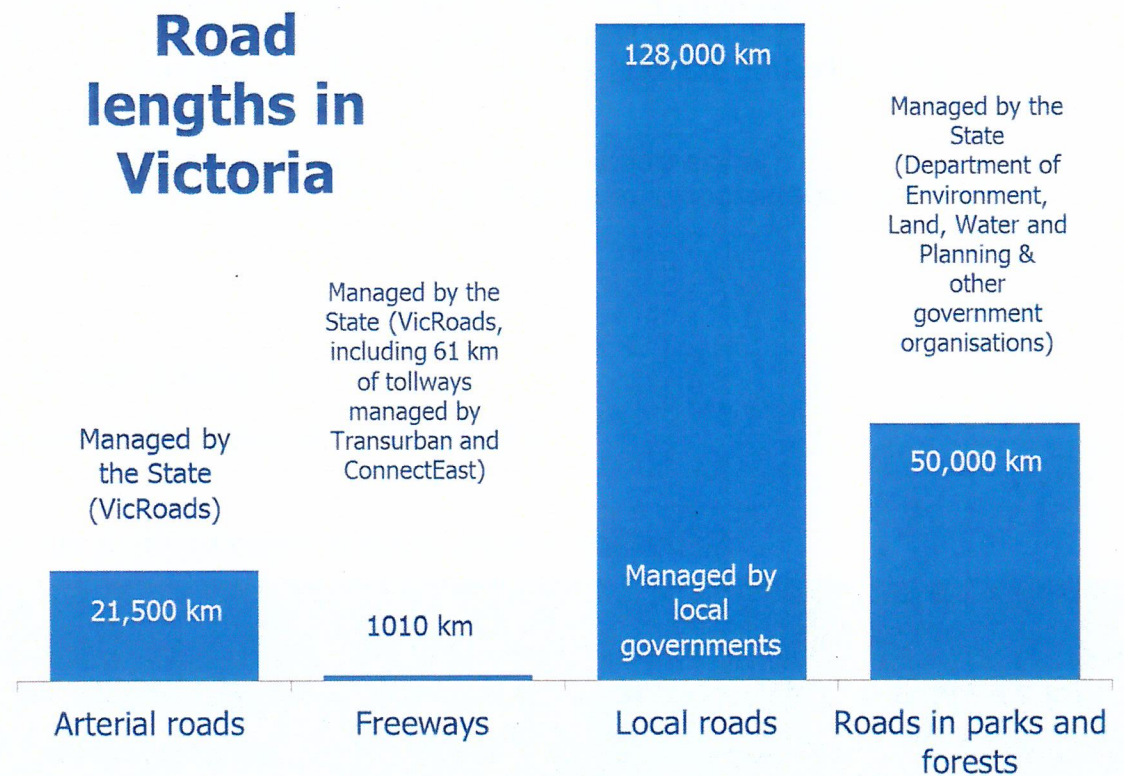 Road
lengths in
Victoria
Managed by
the State
(VicRoads)
21,500 km
Arterial roads
Managed by the
State (VicRoads,
including 61 km
of tollways
managed by
Transurban and
ConnectEast)
1010 km
Freeways
128,000 km
Managed by
local
governments
Local roads
Managed by the
State
(Department of
Environment,
Land, Water and
Planning &
other
government
organisations)
50,000 km
Roads in parks and
forests